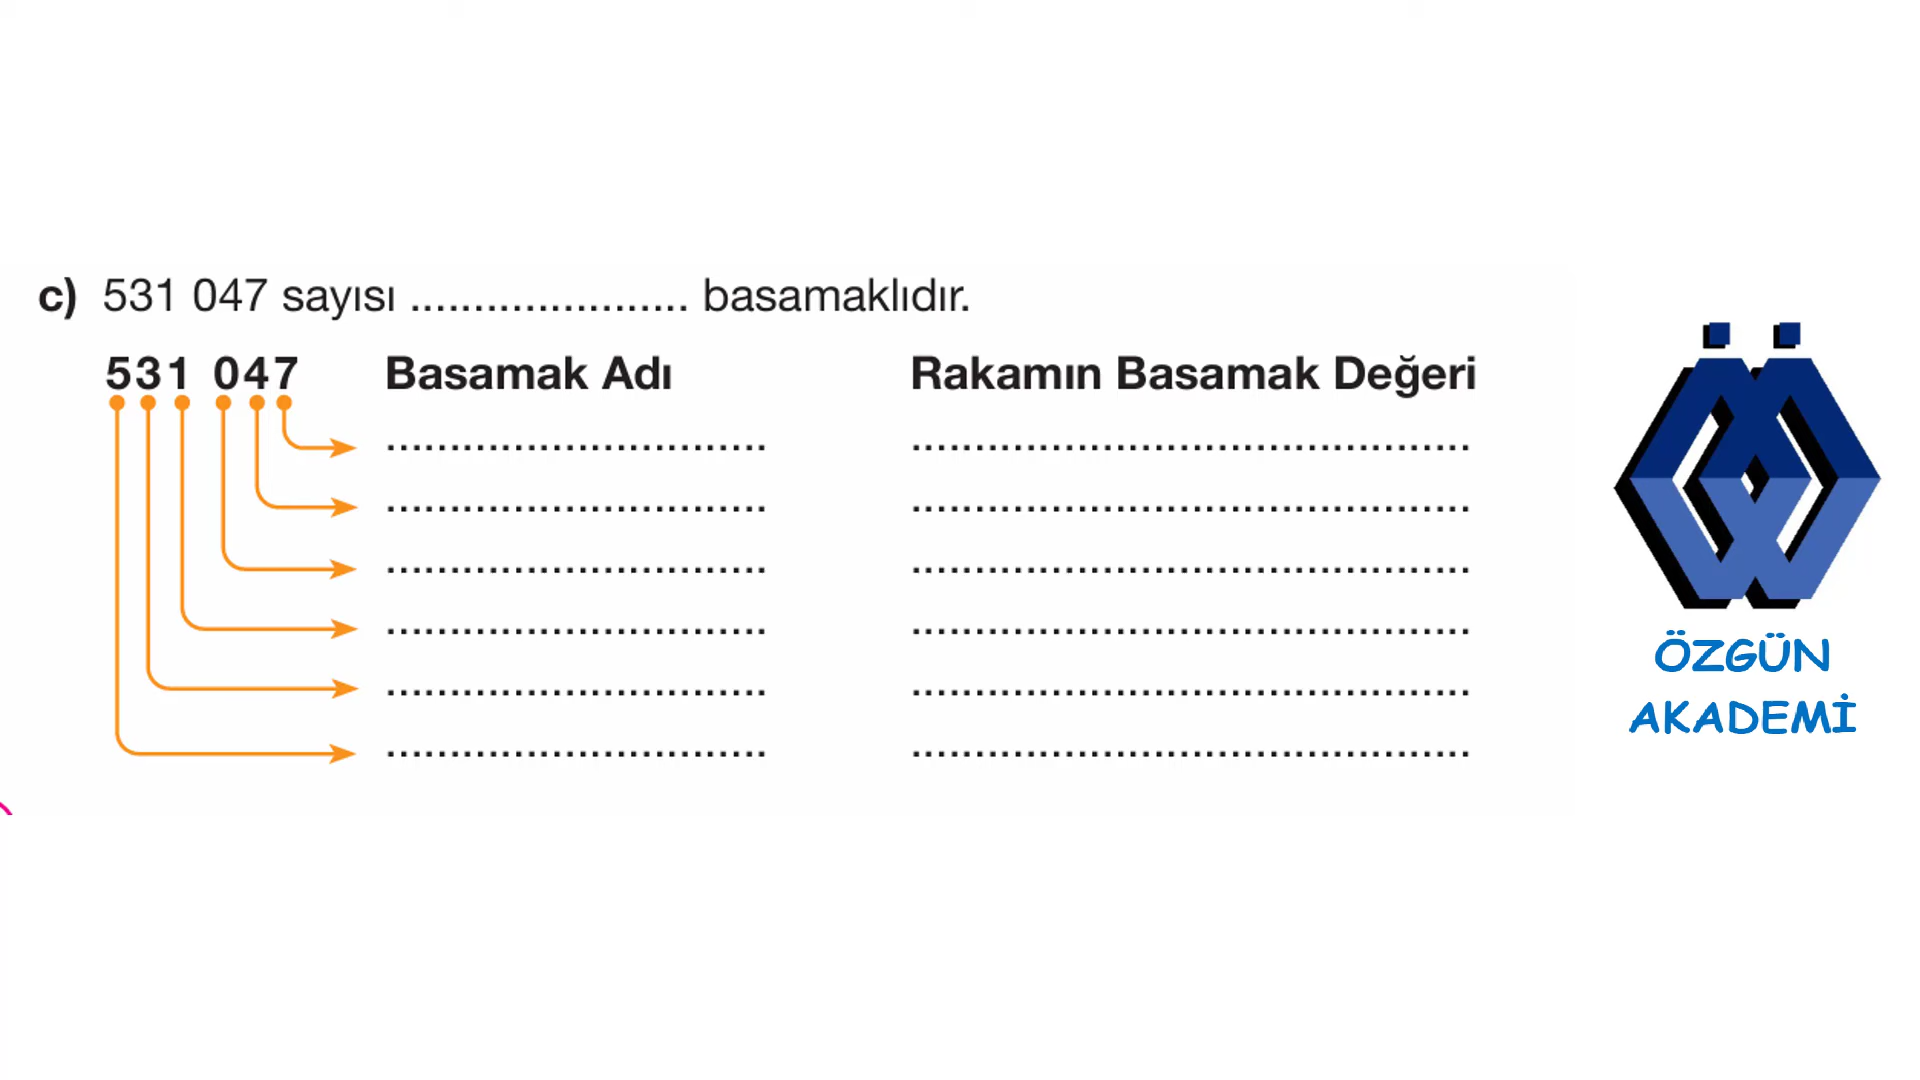 c) 531 047 sayısı ...................... basamaklıdır.
531 047 Basamak Adı Rakamın Basamak Değeri
.............................. ............................................
.............................. ............................................
.............................. ............................................
.............................. ............................................
.............................. ............................................
.............................. ............................................
ÖZGÜN
AKADEMİ